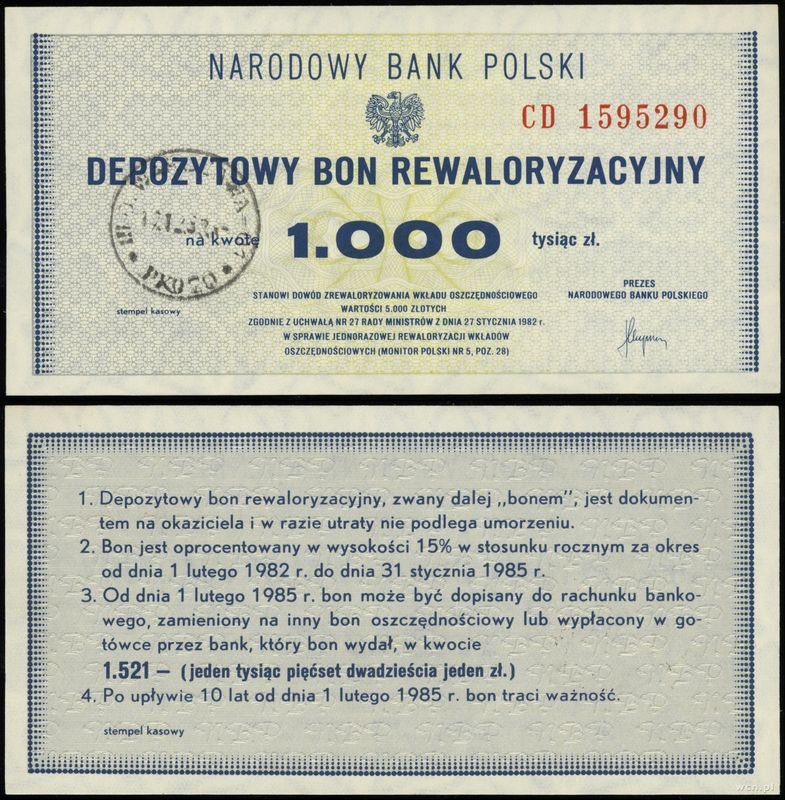 NARODOWY BANK POLSKI
CD 1595290
DEPOZYTOWY BON REWALORYZACYJNY
na kwotę 1.000 tysiąc zł.
stempel kasowy
STANOWI DOWÓD ZREWALORYZOWANIA WKŁADU OSZCZĘDNOŚCIOWEGO
WARTOŚCI 5.000 ZŁOTYCH
ZGODNIE Z UCHWAŁĄ NR 27 RADY MINISTRÓW Z DNIA 27 STYCZNIA 1982 r.
W SPRAWIE JEDNORAZOWEJ REWALORYZACJI WKŁADÓW
OSZCZĘDNOŚCIOWYCH (MONITOR POLSKI NR 5, POZ. 28)
PREZES
NARODOWEGO BANKU POLSKIEGO
1. Depozytowy bon rewaloryzacyjny, zwany dalej „bonem”, jest dokumen-
tem na okaziciela i w razie utraty nie podlega umorzeniu.
2. Bon jest oprocentowany w wysokości 15% w stosunku rocznym za okres
od dnia 1 lutego 1982 r. do dnia 31 stycznia 1985 r.
3. Od dnia 1 lutego 1985 r. bon może być dopisany do rachunku banko-
wego, zamieniony na inny bon oszczędnościowy lub wypłacony w go-
tówce przez bank, który bon wydał, w kwocie
1.521 — (jeden tysiąc pięćset dwadzieścia jeden zł.)
4. Po upływie 10 lat od dnia 1 lutego 1985 r. bon traci ważność.
stempel kasowy
wcn.pl